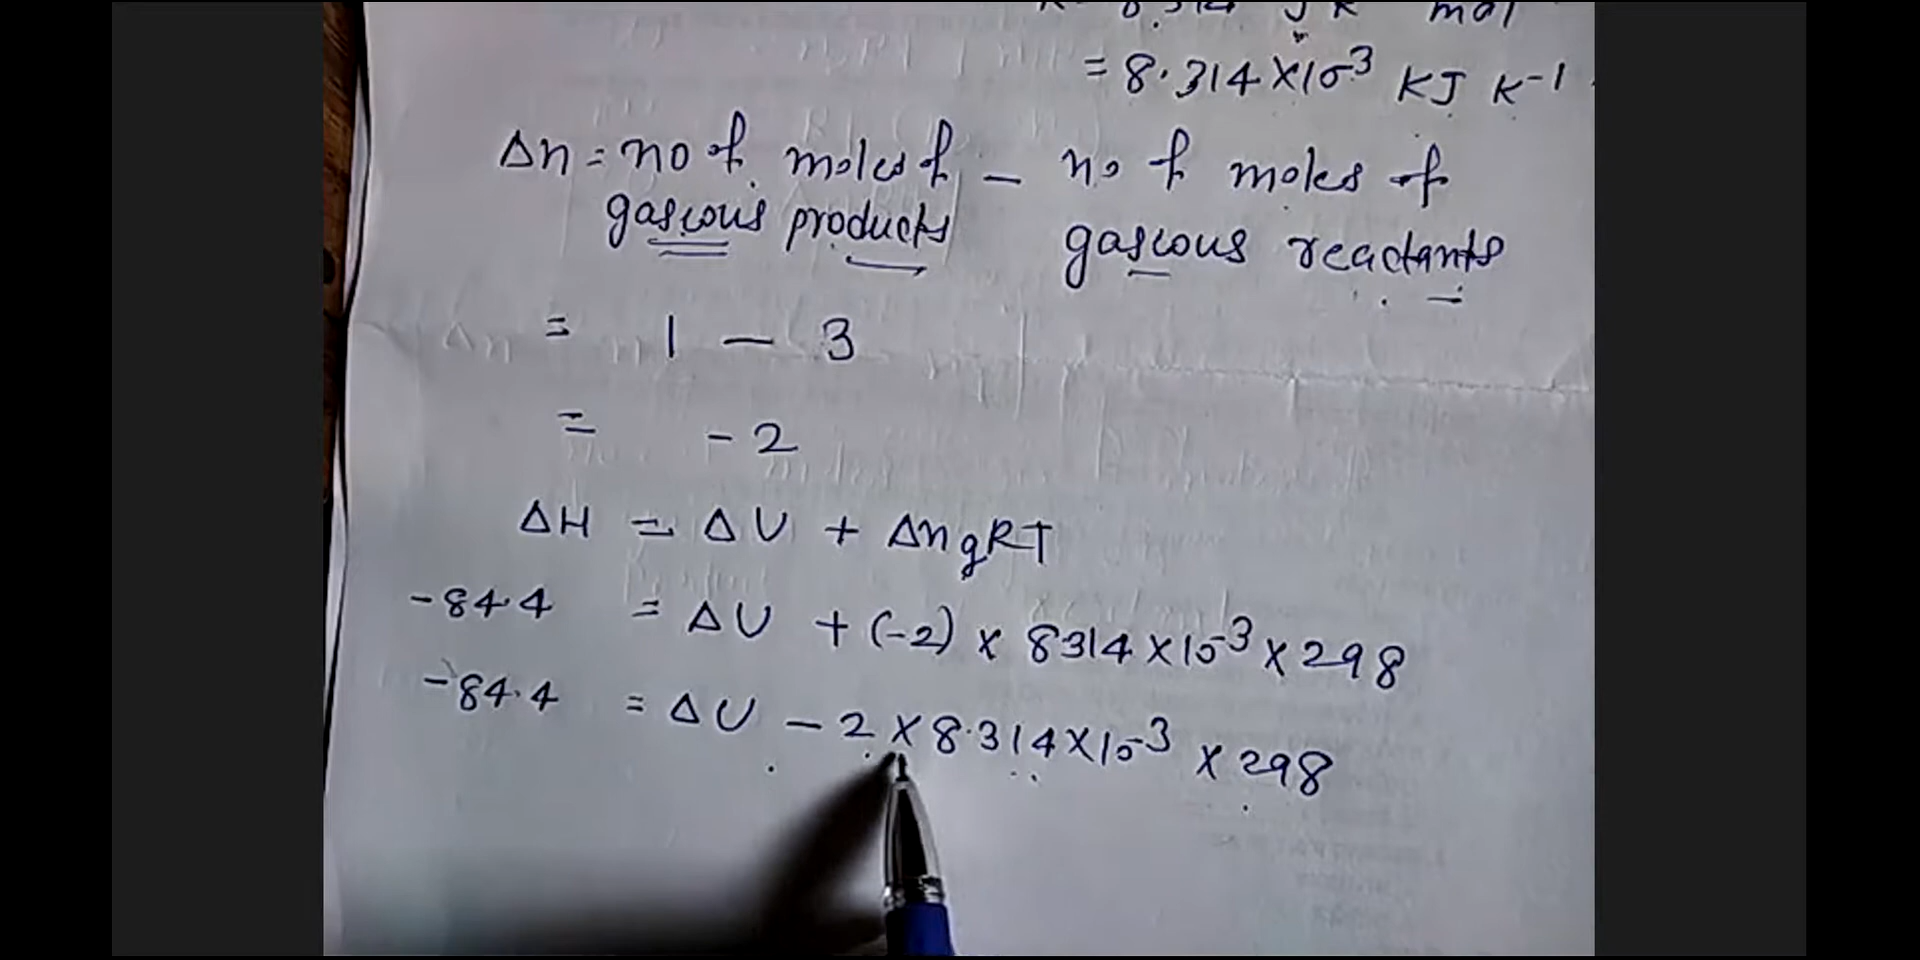 = 8.314 J K mol
= 8.314 X 10⁻³ KJ K⁻¹
Δn = no of moles of gaseous products - no of moles of gaseous reactants
= 1 - 3
= -2
ΔH = ΔU + ΔngRT
-84.4 = ΔU + (-2) x 8314 x 10⁻³ x 298
-84.4 = ΔU - 2 x 8.314 x 10⁻³ x 298